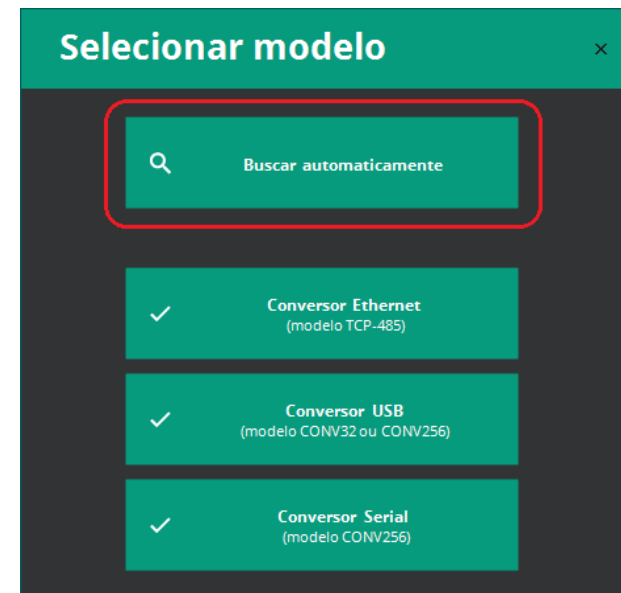 Selecionar modelo
Buscar automaticamente
Conversor Ethernet
(modelo TCP-485)
Conversor USB
(modelo CONV32 ou CONV256)
Conversor Serial
(modelo CONV256)